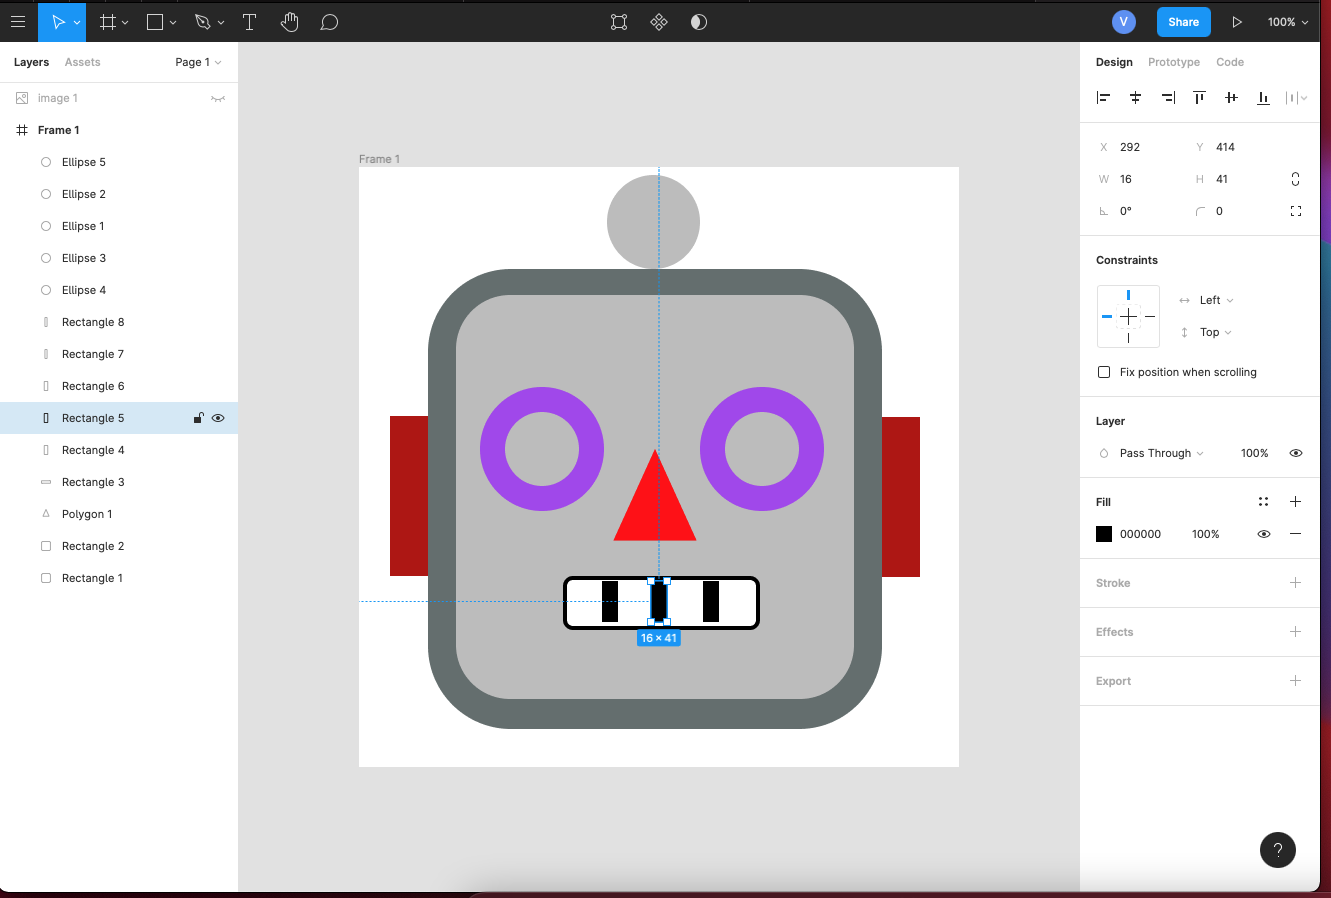 V
Share
100%
Layers
Assets
Page 1
Design
Prototype
Code
image 1
Frame 1
Ellipse 5
Ellipse 2
Ellipse 1
Ellipse 3
Ellipse 4
Rectangle 8
Rectangle 7
Rectangle 6
Rectangle 5
Rectangle 4
Rectangle 3
Polygon 1
Rectangle 2
Rectangle 1
Frame 1
16 × 41
X 292 Y 414
W 16 H 41
0° 0
Constraints
Left
Top
Fix position when scrolling
Layer
Pass Through 100%
Fill
000000 100%
Stroke
Effects
Export
?